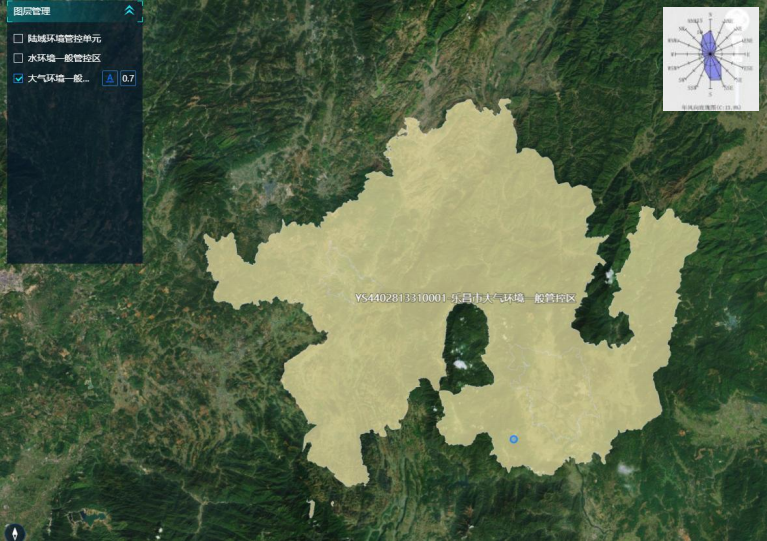 图层管理
陆域环境管控单元
水环境一般管控区
大气环境一般... A 0.7
YS4402813310001-乐昌市大气环境一般管控区
N
S